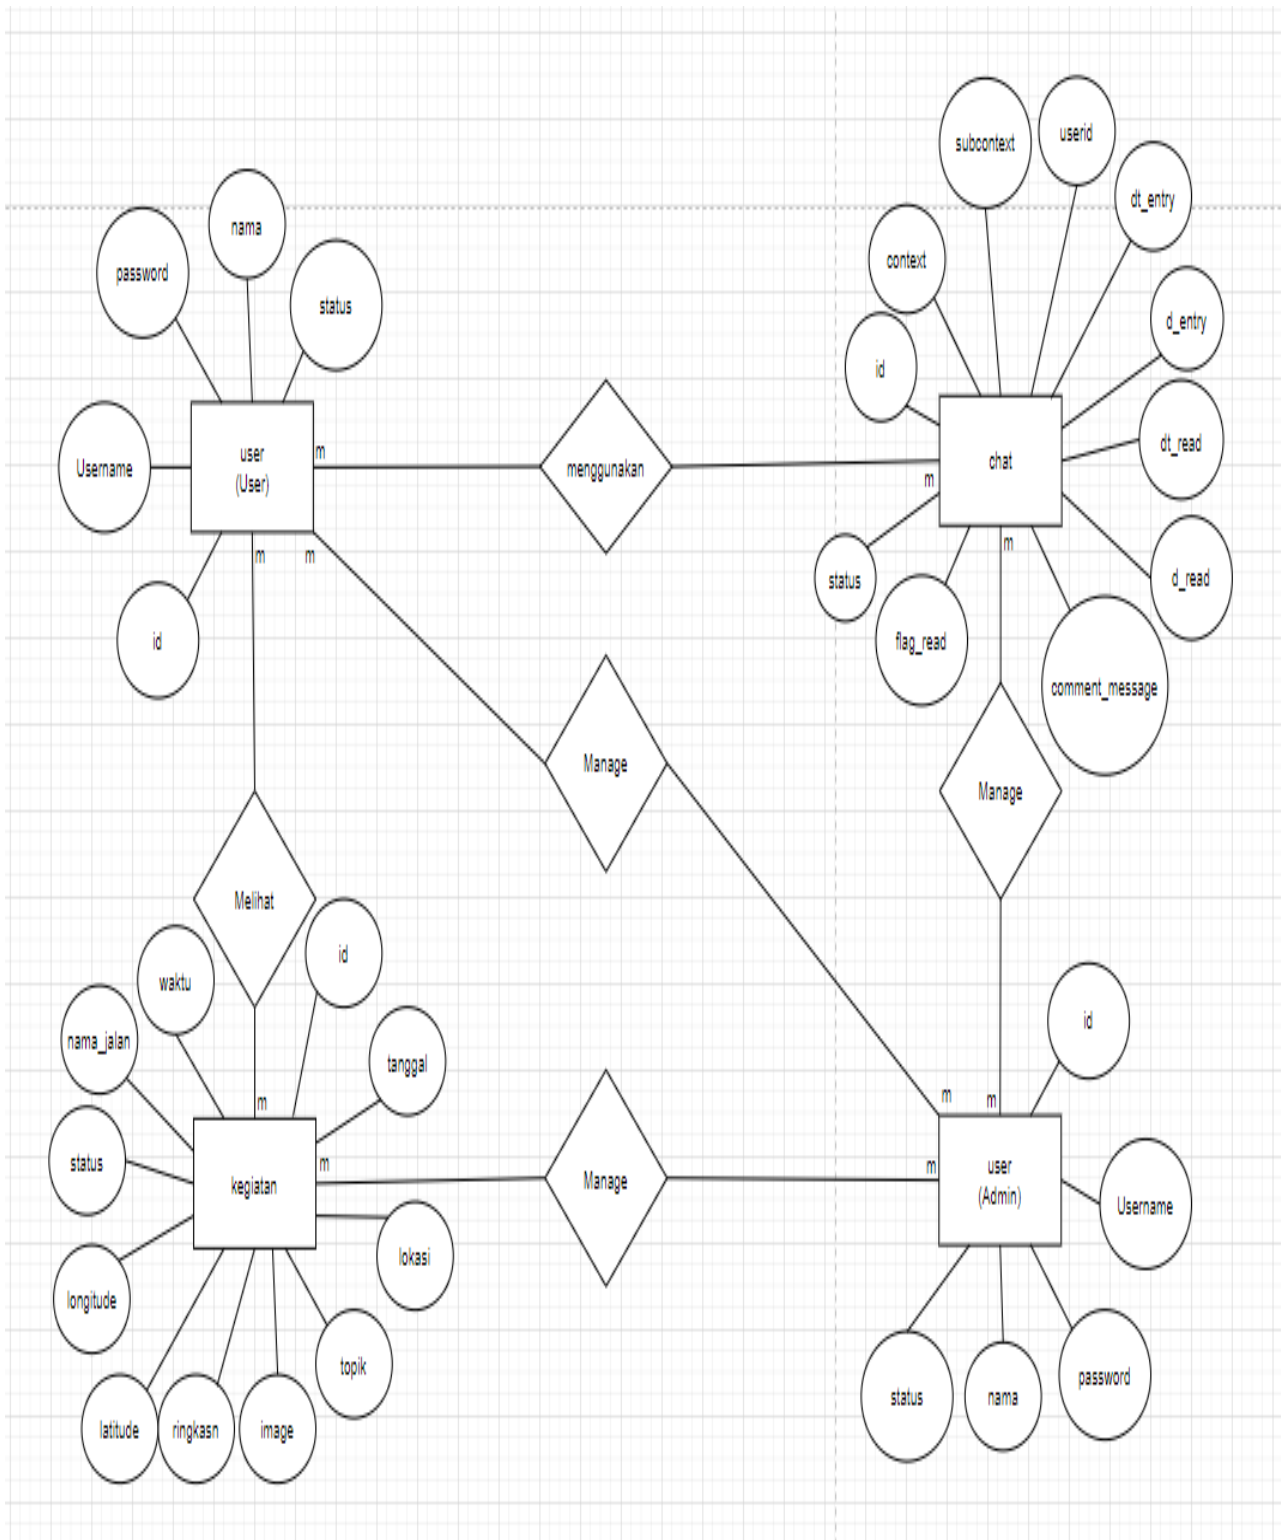 subcontext
userid
dt_entry
nama
context
password
status
d_entry
id
dt_read
user
(User)
m
Username
menggunakan
chat
m
m
m
m
status
d_read
flag_read
id
comment_message
Manage
Manage
Melihat
id
waktu
id
nama_jalan
tanggal
m
m
m
status
m
m
kegiatan
Manage
user
(Admin)
Username
lokasi
longitude
topik
password
status
nama
latitude
ringkasn
image